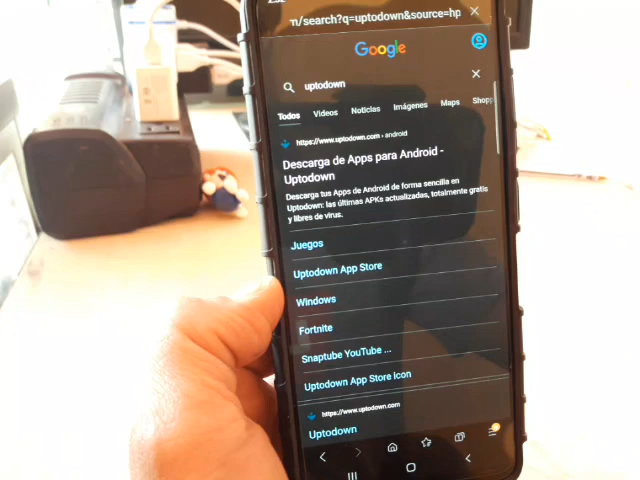 n/search?q=uptodown&source=hp
Google
uptodown
Todos Videos Noticias Imágenes Maps Shopp
https://www.uptodown.com › android
Descarga de Apps para Android -
Uptodown
Descarga tus Apps de Android de forma sencilla en
Uptodown: las últimas APKs actualizadas, totalmente gratis
y libres de virus.
Juegos
Uptodown App Store
Windows
Fortnite
Snaptube YouTube ...
Uptodown App Store Icon
https://www.uptodown.com
Uptodown